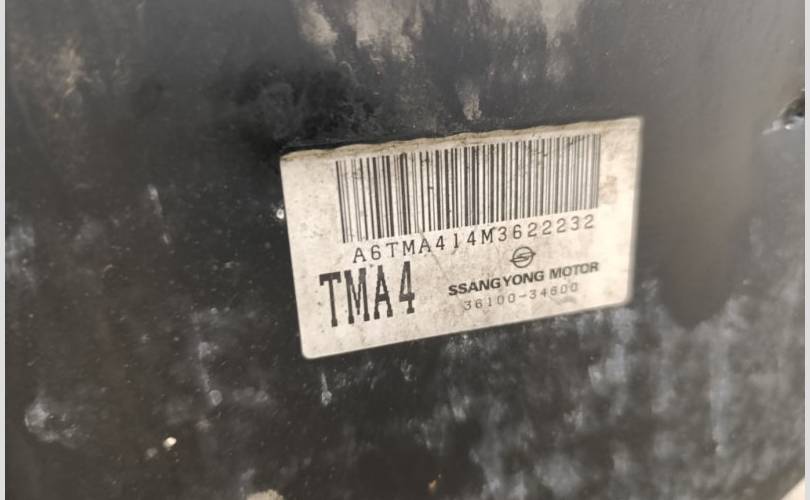 A6TMA414M3622232
TMA4
SSANGYONG MOTOR
36100-34600